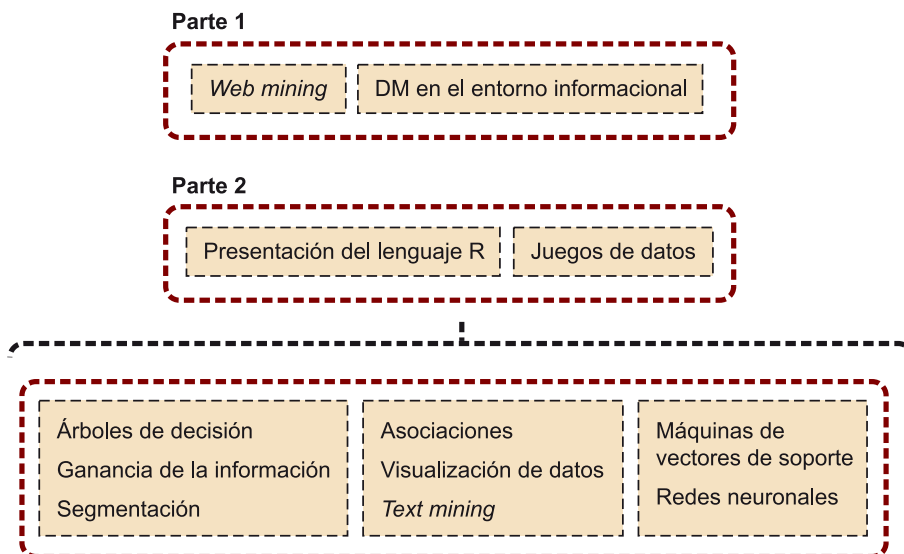 Parte 1
Web mining
DM en el entorno informacional
Parte 2
Presentación del lenguaje R
Juegos de datos
Árboles de decisión
Ganancia de la información
Segmentación
Asociaciones
Visualización de datos
Text mining
Máquinas de
vectores de soporte
Redes neuronales